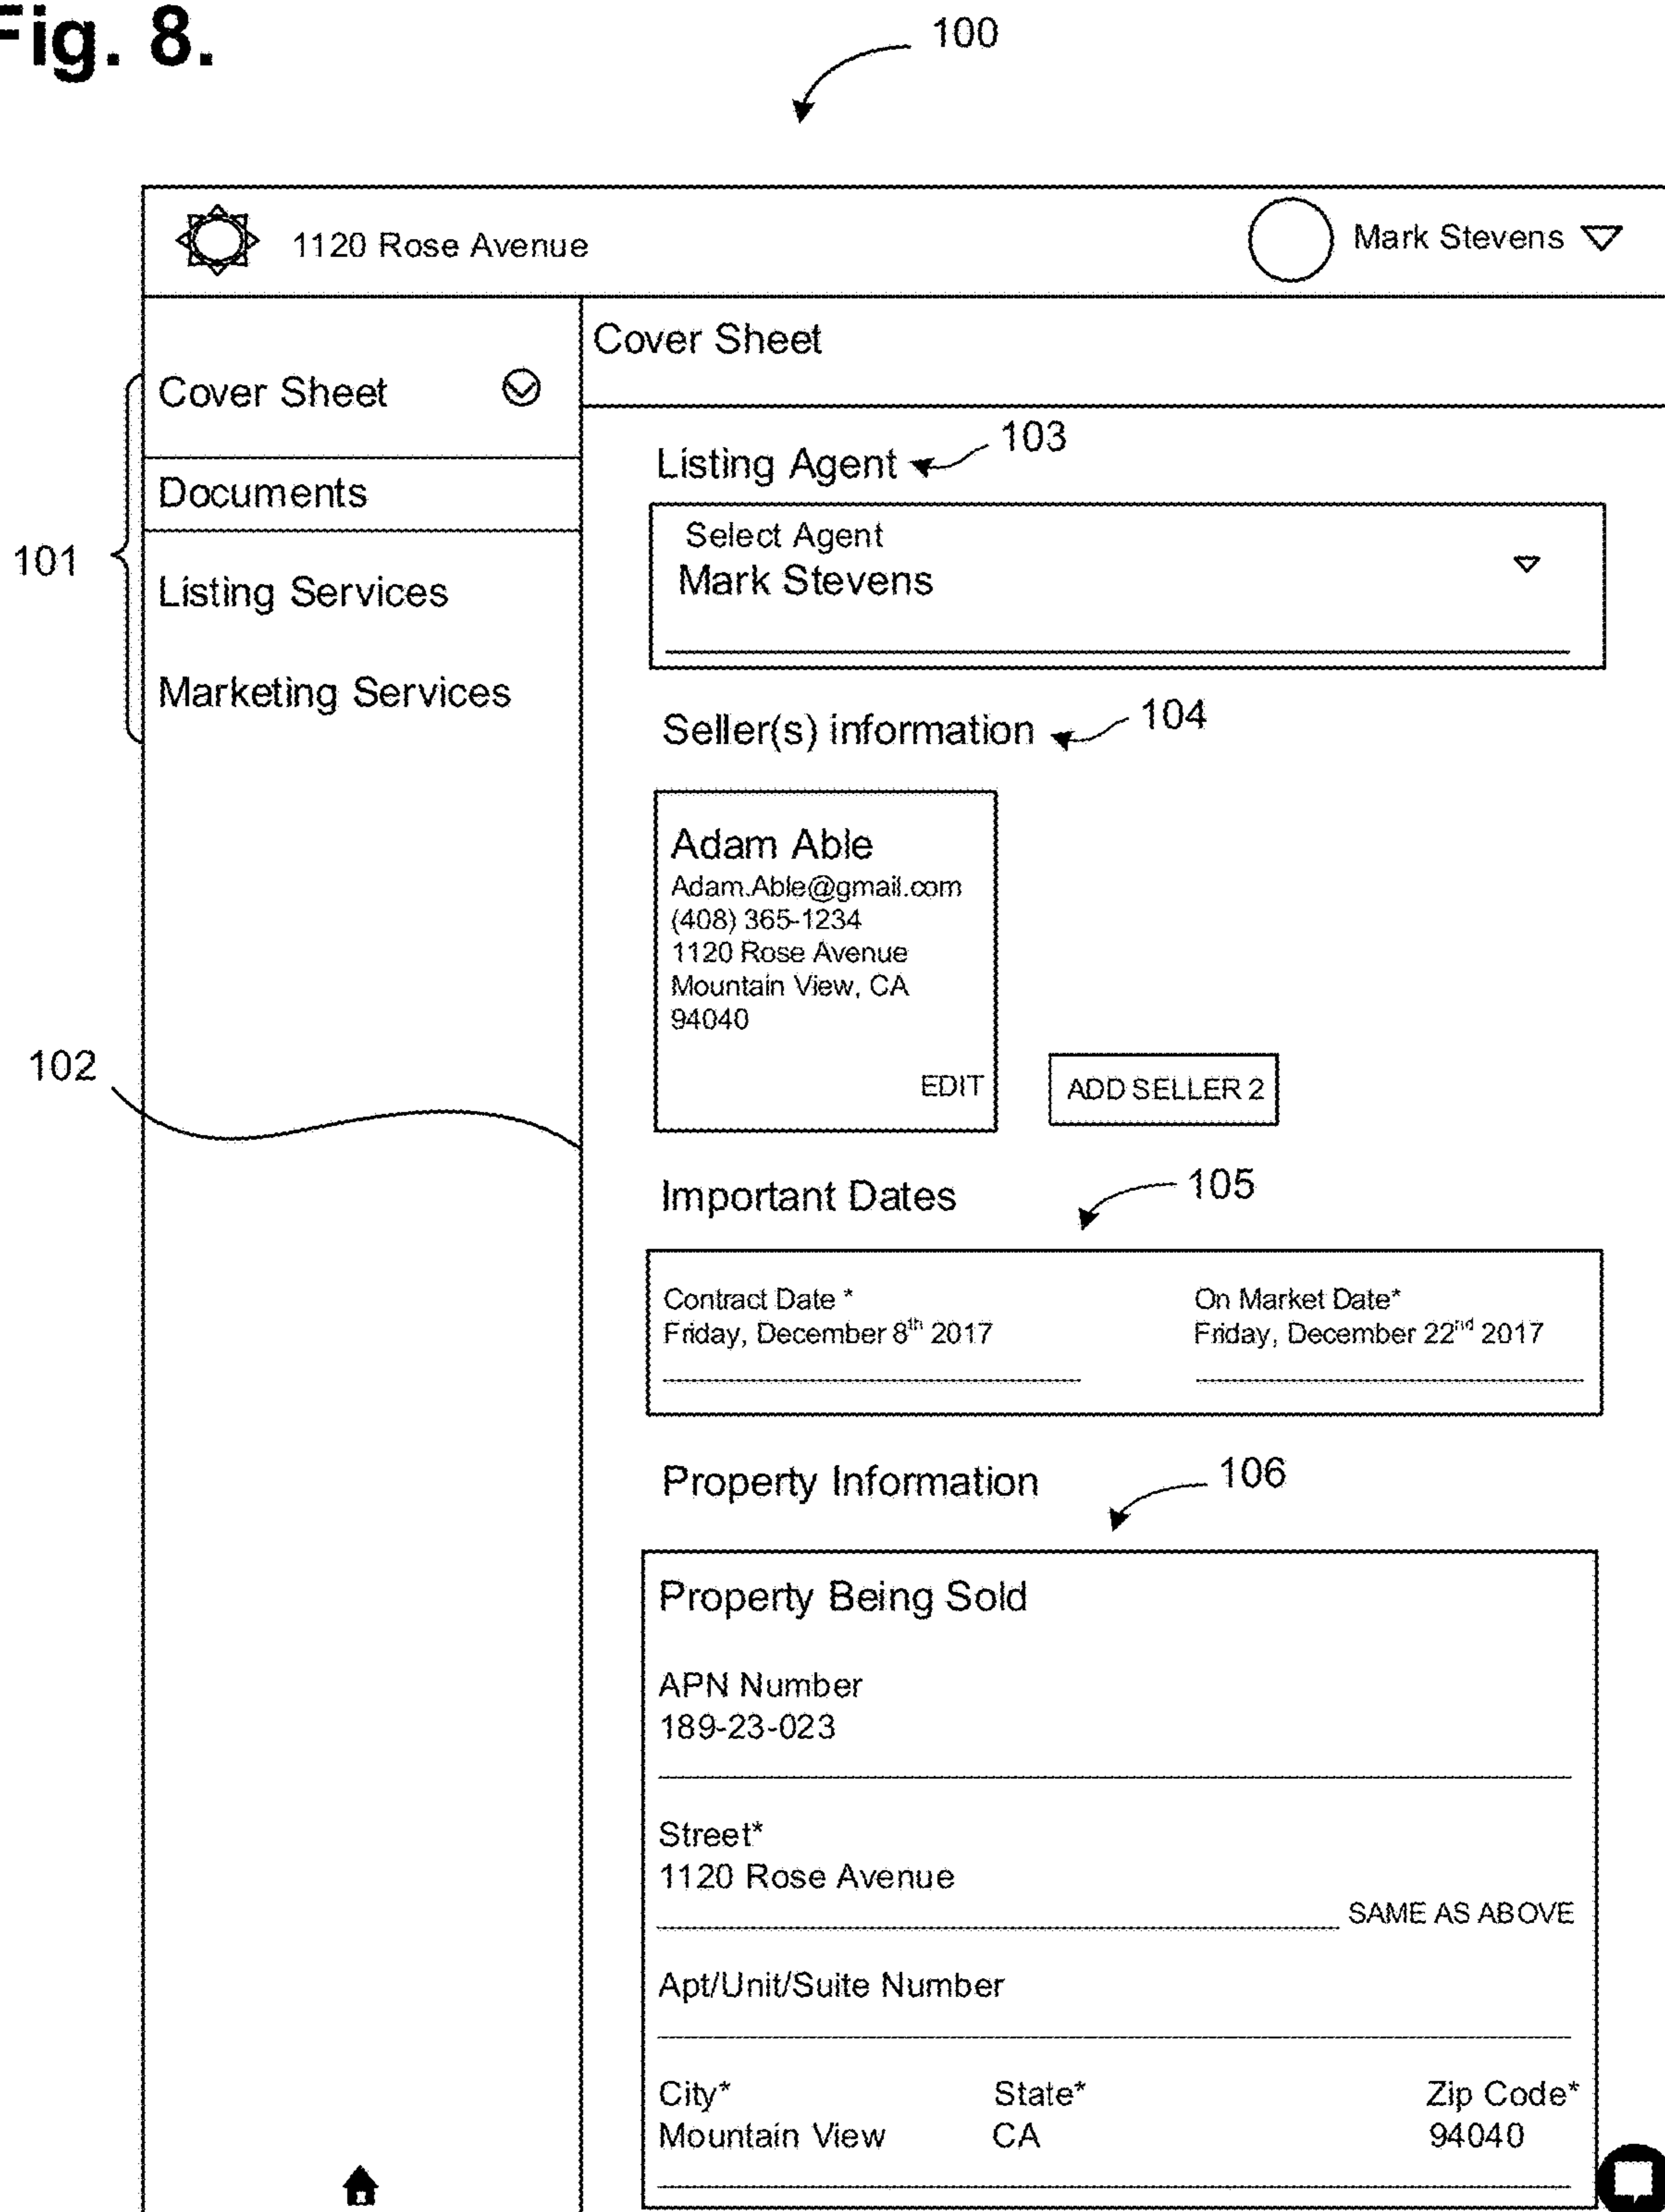 Fig. 8.
100
1120 Rose Avenue
Mark Stevens
Cover Sheet
Documents
Listing Services
Marketing Services
101
102
Cover Sheet
Listing Agent
103
Select Agent
Mark Stevens
Seller(s) information
104
Adam Able
Adam.Able@gmail.com
(408) 365-1234
1120 Rose Avenue
Mountain View, CA
94040
EDIT
ADD SELLER 2
Important Dates
105
Contract Date *
Friday, December 8th 2017
On Market Date*
Friday, December 22nd 2017
Property Information
106
Property Being Sold
APN Number
189-23-023
Street*
1120 Rose Avenue
SAME AS ABOVE
Apt/Unit/Suite Number
City* State* Zip Code*
Mountain View CA 94040